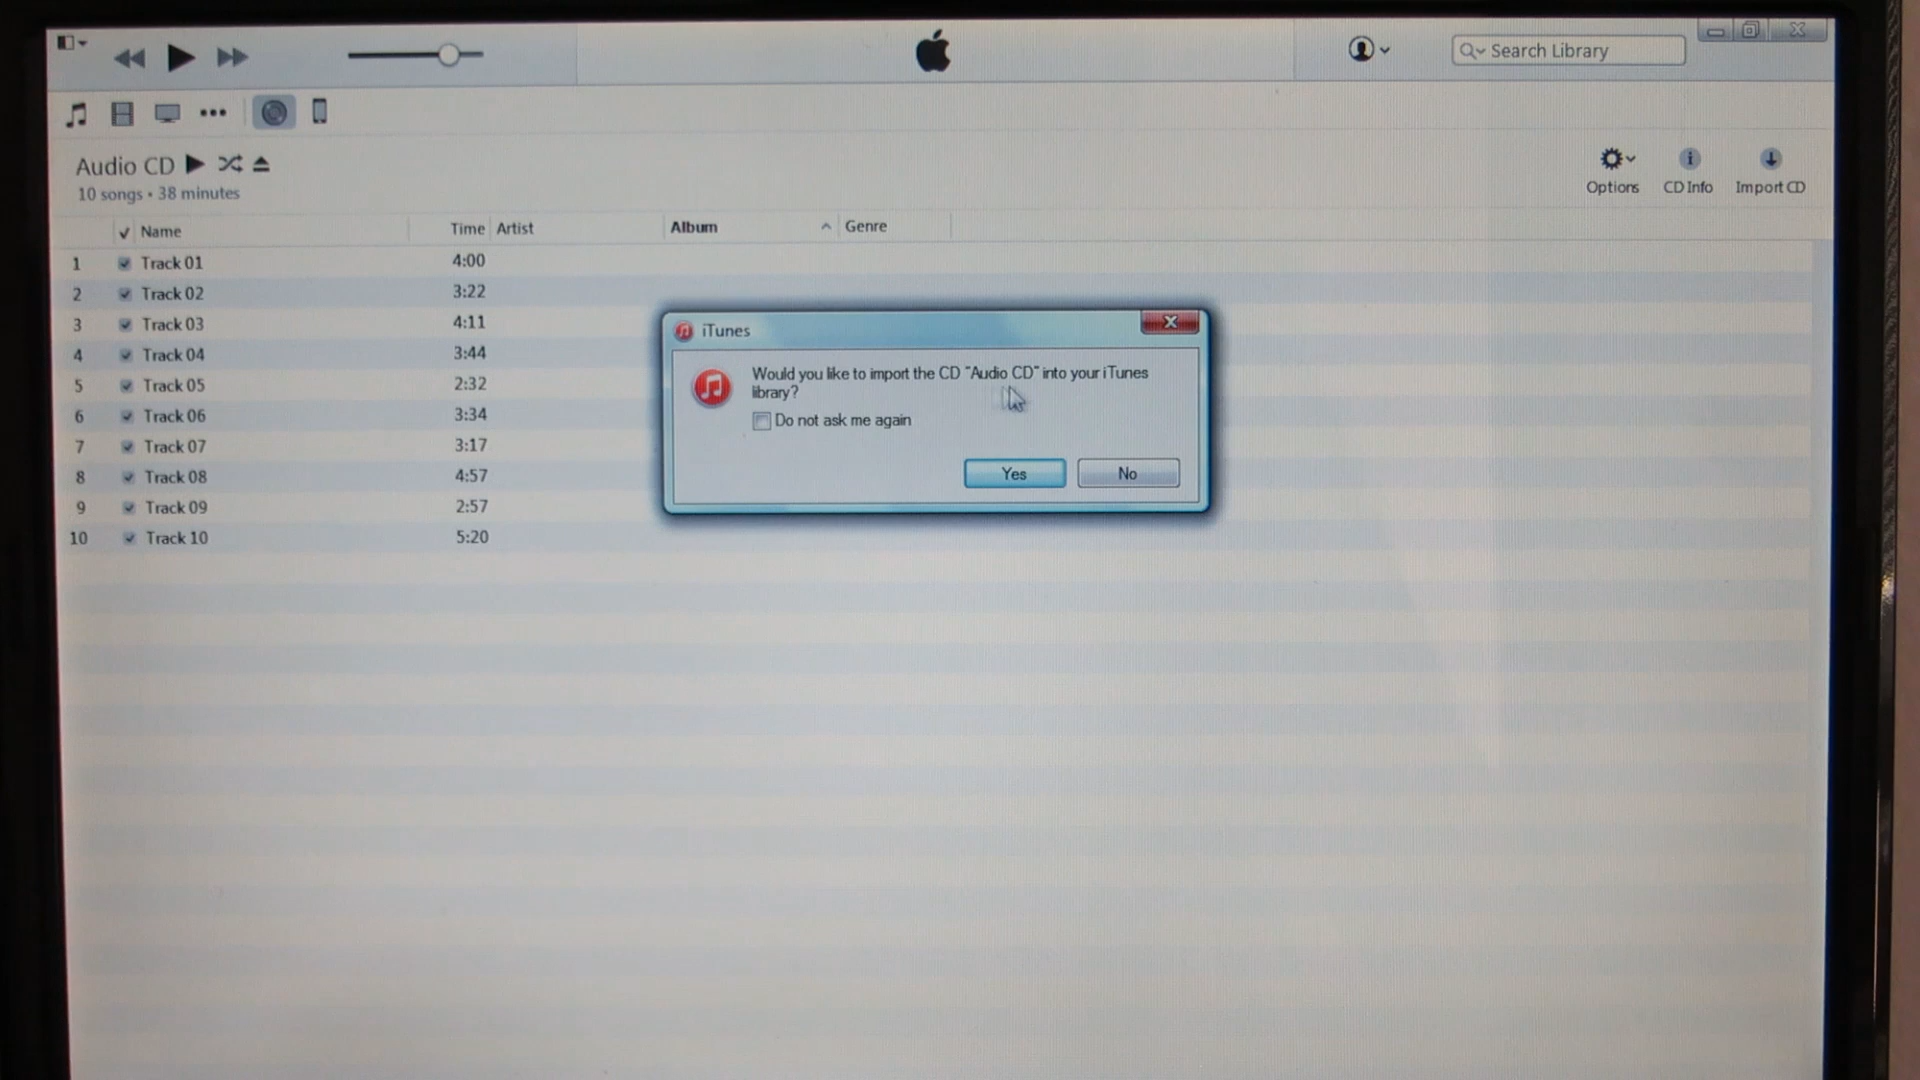 Search Library
Audio CD
10 songs • 38 minutes
Options
CD Info
Import CD
Name Time Artist Album Genre
1 Track 01 4:00
2 Track 02 3:22
3 Track 03 4:11
4 Track 04 3:44
5 Track 05 2:32
6 Track 06 3:34
7 Track 07 3:17
8 Track 08 4:57
9 Track 09 2:57
10 Track 10 5:20
iTunes
Would you like to import the CD "Audio CD" into your iTunes
library?
Do not ask me again
Yes
No